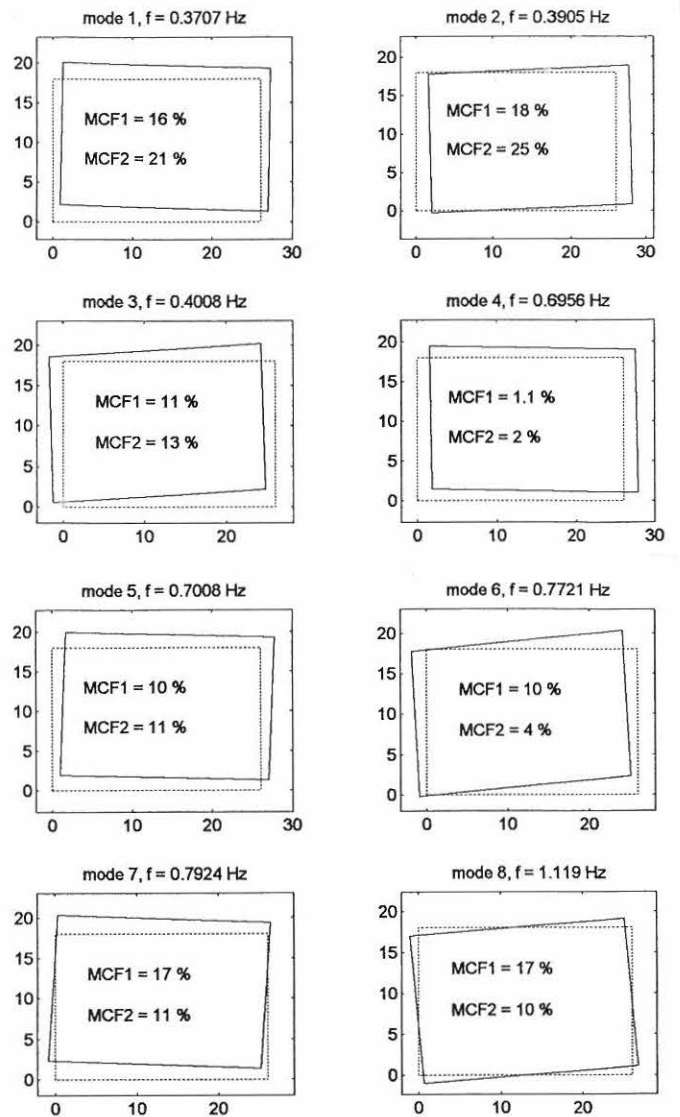 mode 1, f = 0.3707 Hz
20
15
10
5
0
MCF1 = 16 %
MCF2 = 21 %
0 10 20 30
mode 2, f = 0.3905 Hz
20
15
10
5
0
MCF1 = 18 %
MCF2 = 25 %
0 10 20 30
mode 3, f = 0.4008 Hz
20
15
10
5
0
MCF1 = 11 %
MCF2 = 13 %
0 20
mode 4, f = 0.6956 Hz
20
15
10
5
0
MCF1 = 1.1 %
MCF2 = 2 %
0 10 20 30
mode 5, f = 0.7008 Hz
20
15
10
5
0
MCF1 = 10 %
MCF2 = 11 %
0 10 20 30
mode 6, f = 0.7721 Hz
20
15
10
5
0
MCF1 = 10 %
MCF2 = 4 %
0 20
mode 7, f = 0.7924 Hz
20
15
10
5
0
MCF1 = 17 %
MCF2 = 11 %
0 10 20
mode 8, f = 1.119 Hz
20
15
10
5
0
MCF1 = 17 %
MCF2 = 10 %
0 10 20